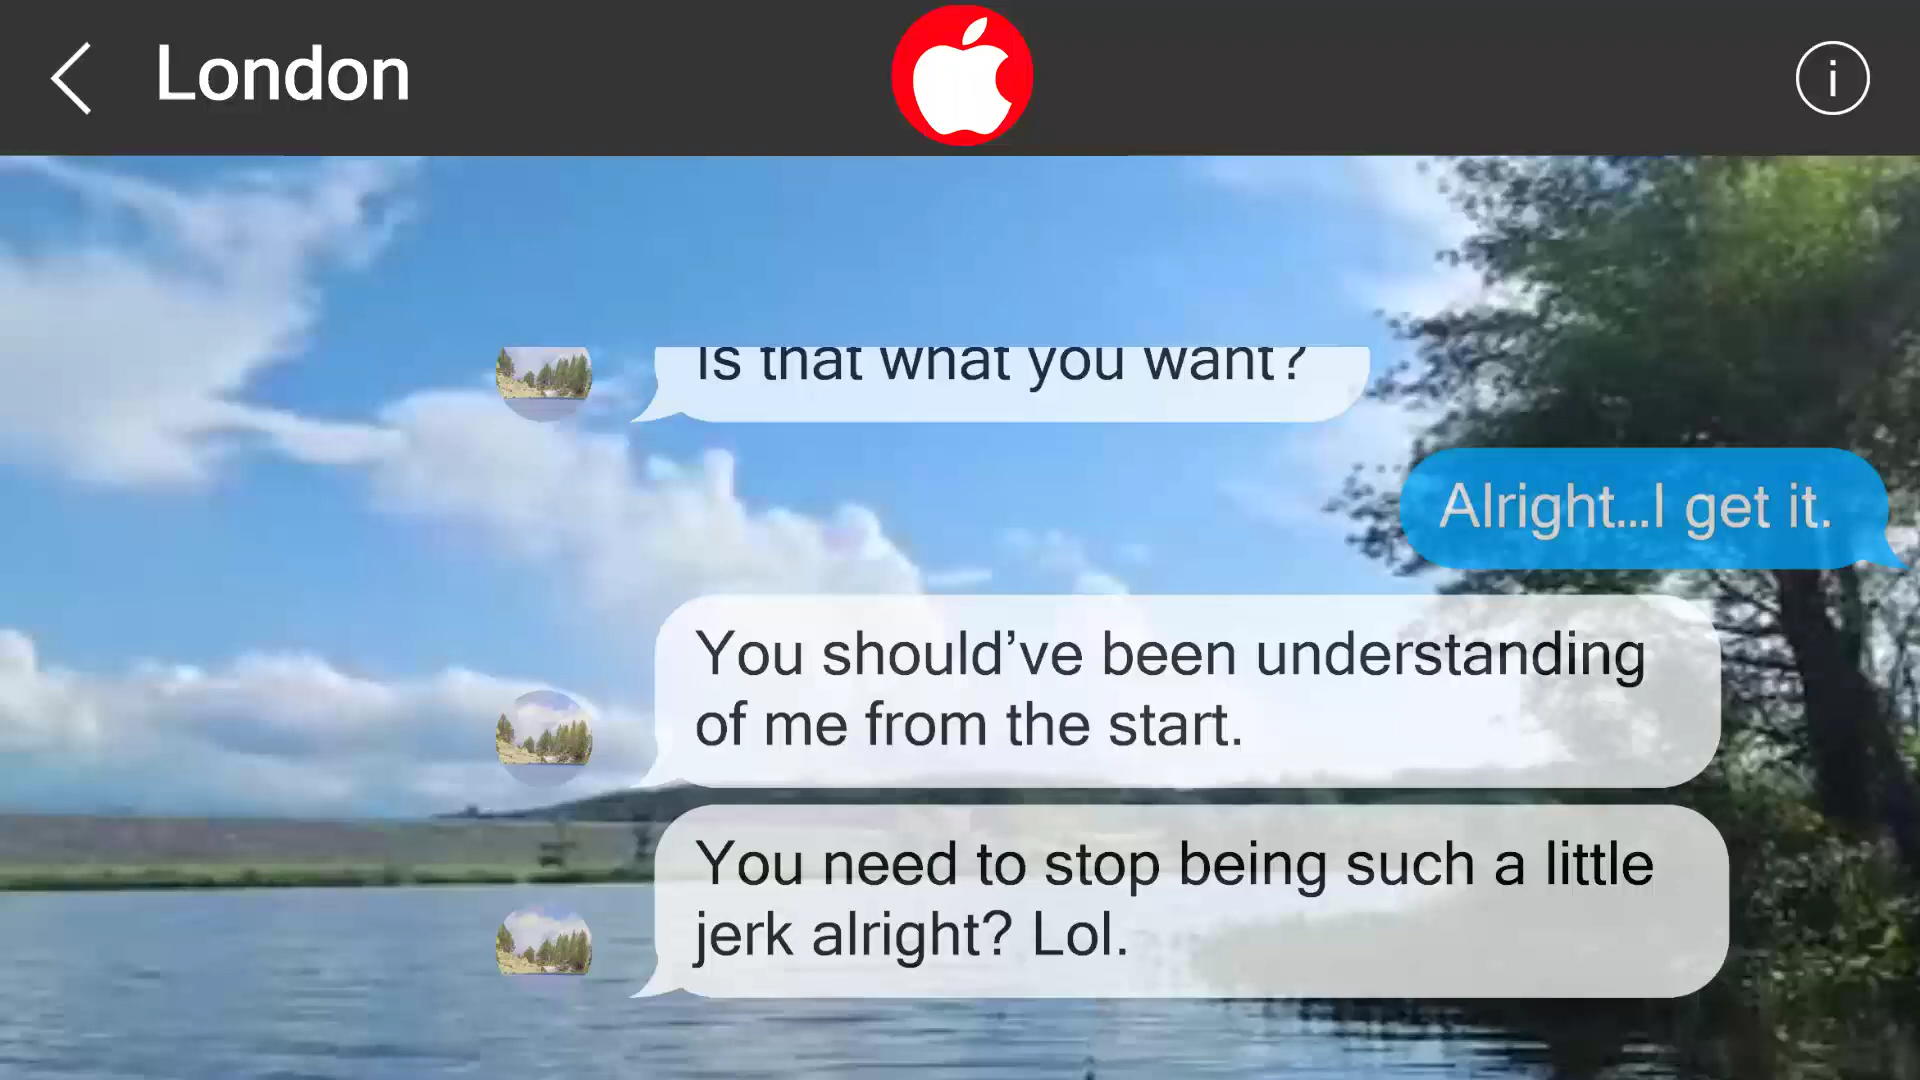 London
i
Is that what you want?
Alright...I get it.
You should’ve been understanding
of me from the start.
You need to stop being such a little
jerk alright? Lol.